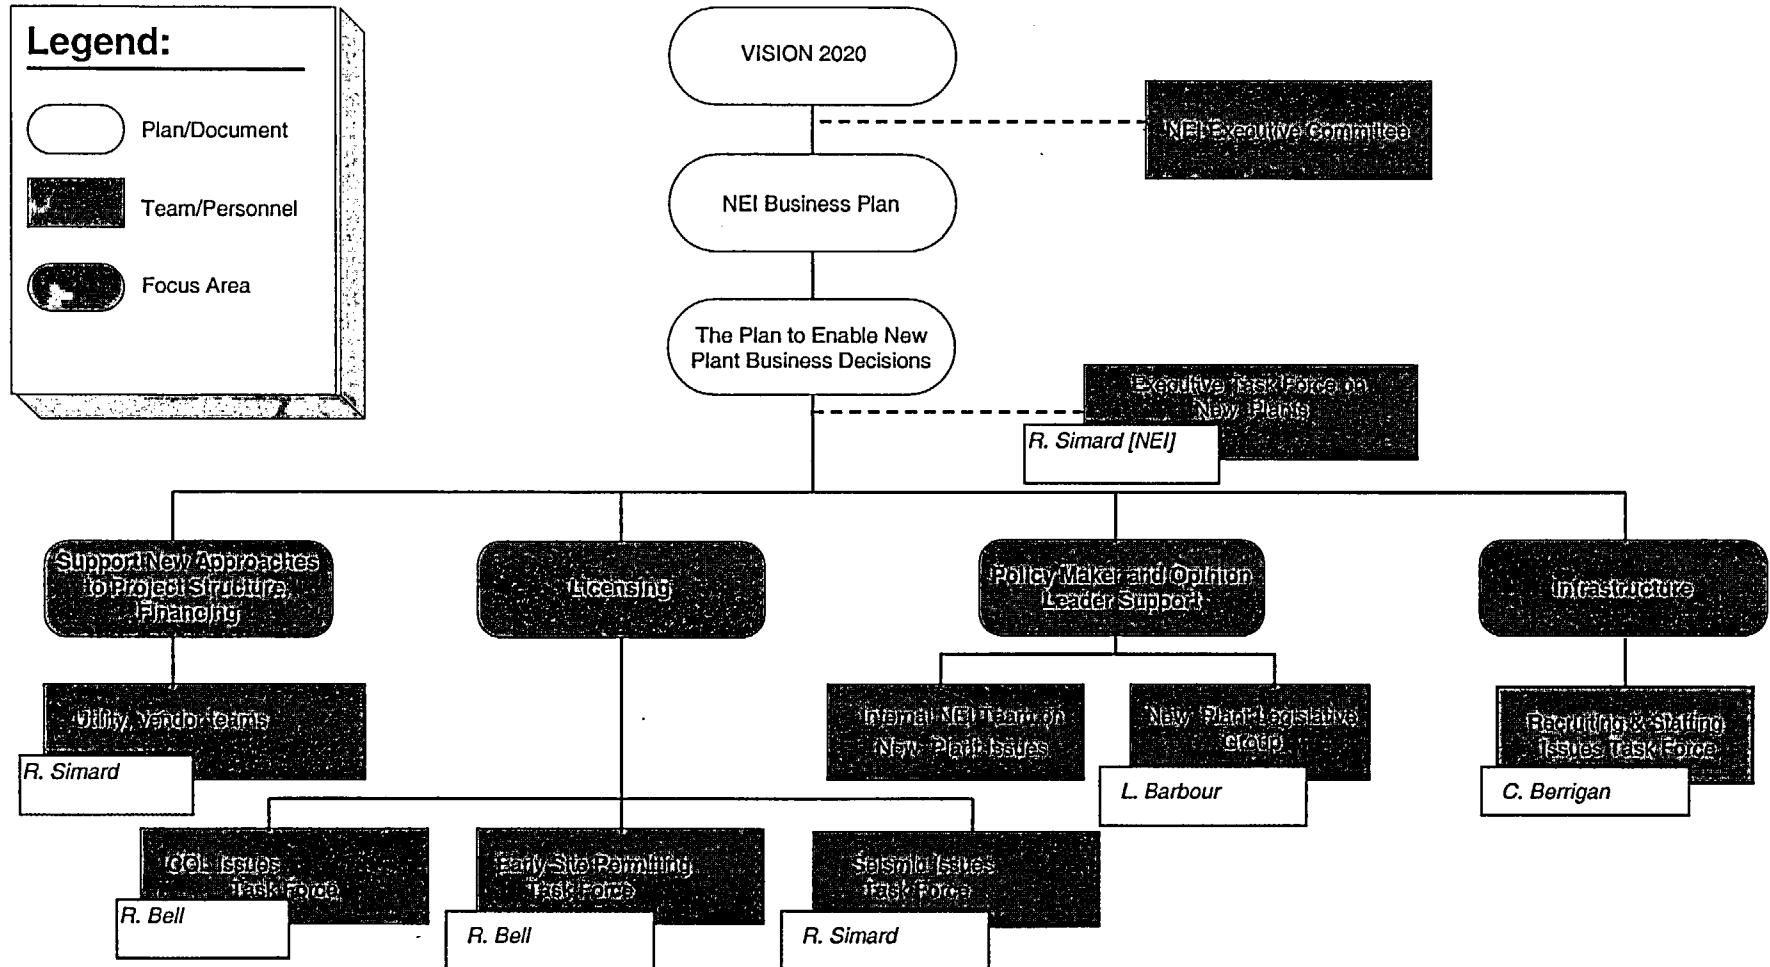 Legend:
Plan/Document
Team/Personnel
Focus Area
VISION 2020
NEI Executive Committee
NEI Business Plan
The Plan to Enable New
Plant Business Decisions
Executive Task Force on
New Plants
R. Simard [NEI]
Support New Approaches
to Project Structure,
Financing
Licensing
Policy Maker and Opinion
Leader Support
Infrastructure
Utility, vendor teams
R. Simard
Internal NEI Team on
New Plant Issues
New Plant Legislative
Group
L. Barbour
Recruiting & Staffing
Issues Task Force
C. Berrigan
COL Issues
Task Force
R. Bell
Early Site Permitting
Task Force
R. Bell
Seismic Issues
Task Force
R. Simard